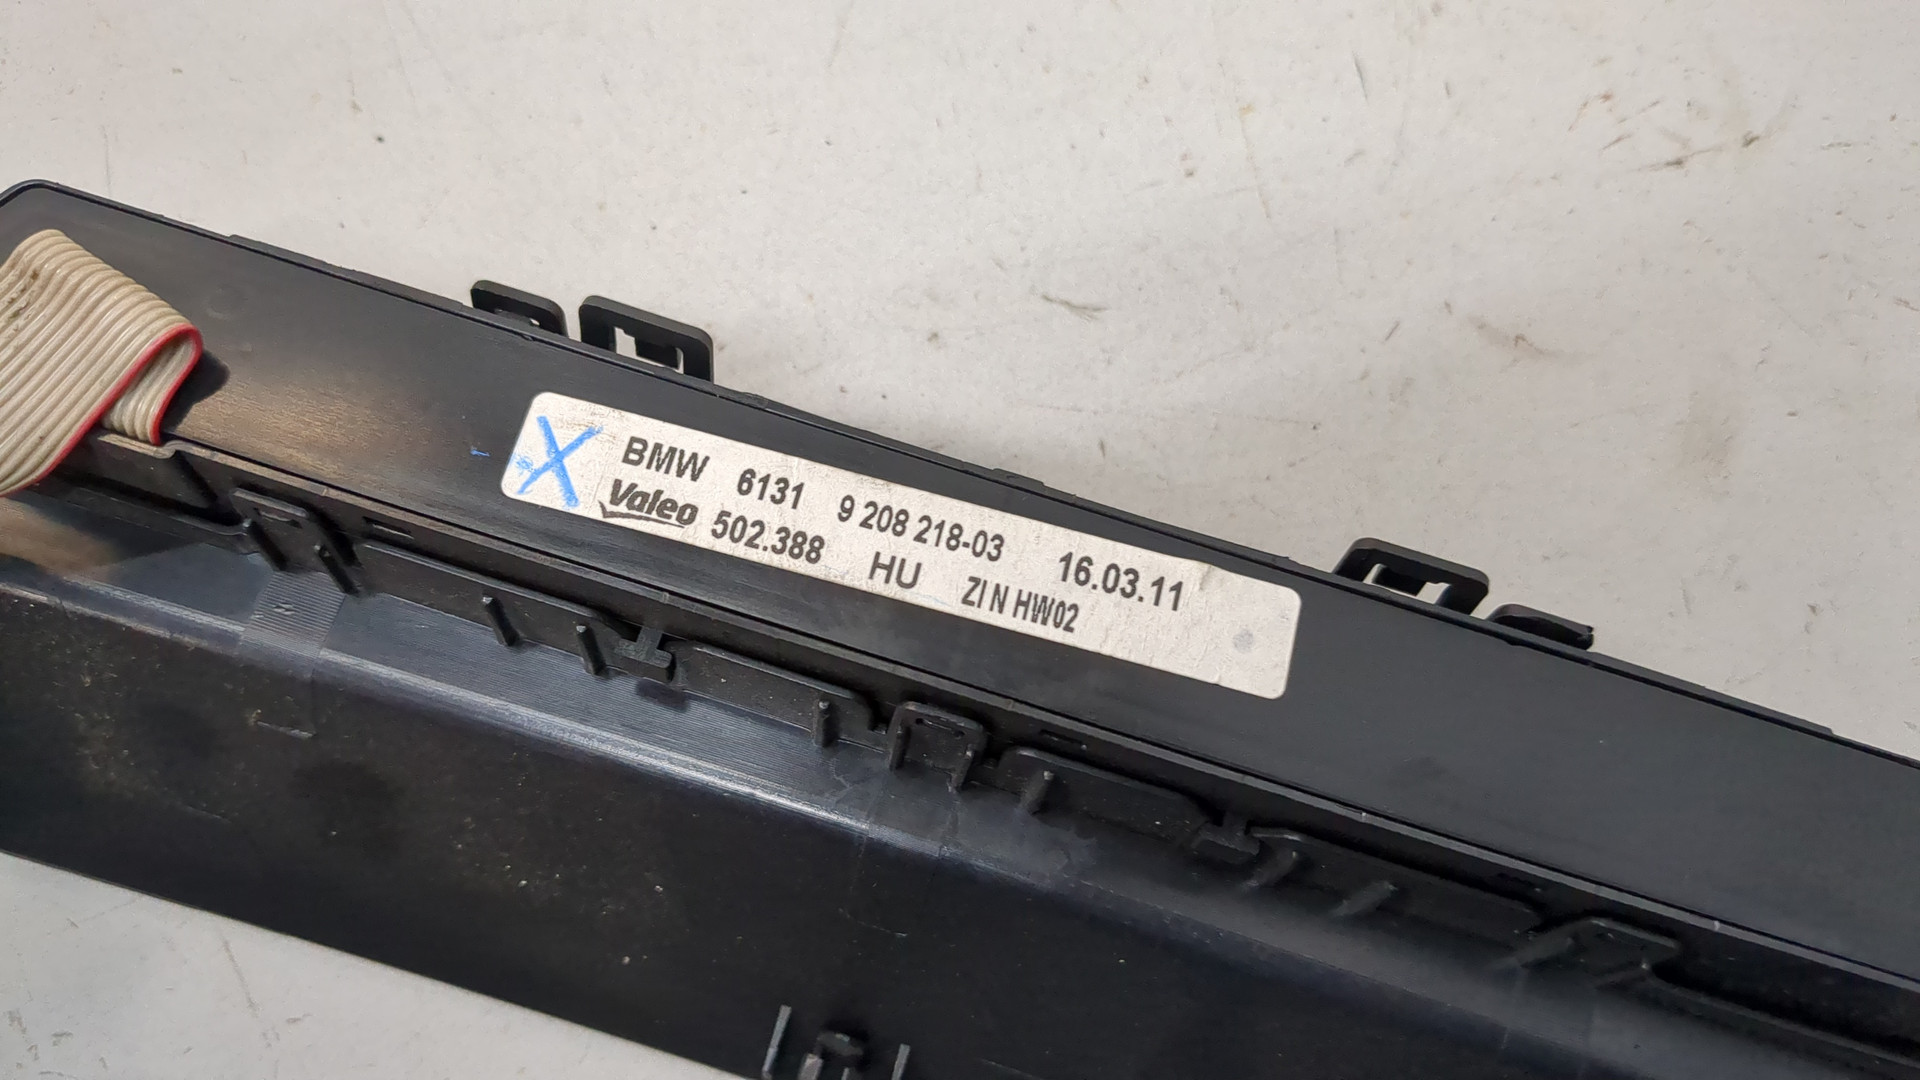 X
BMW 6131 9 208 218-03 16.03.11
Valeo 502.388 HU ZI N HW02